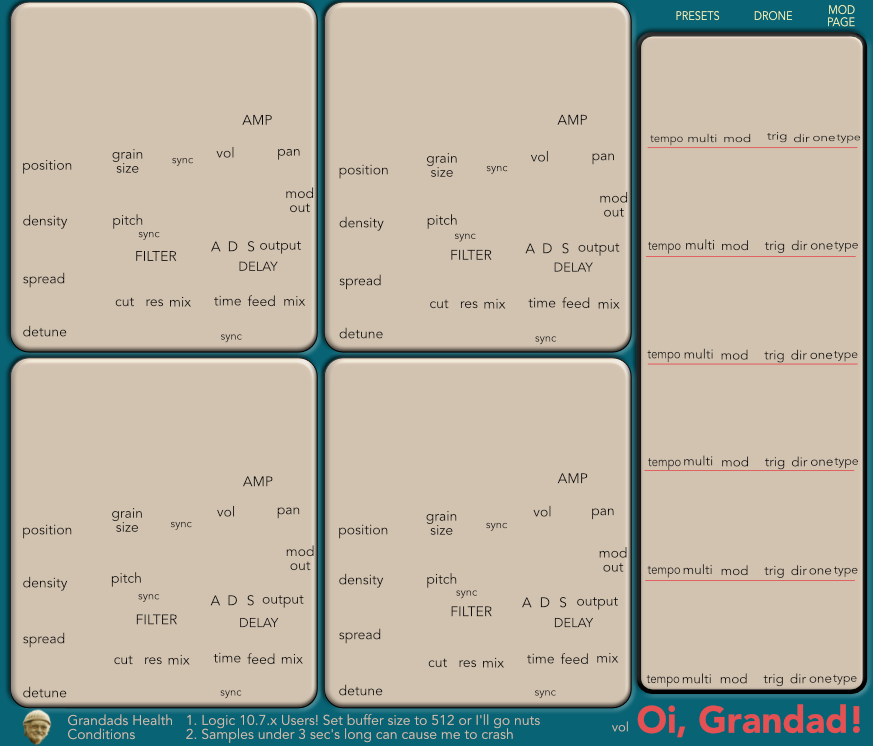 PRESETS DRONE MOD
PAGE
AMP
grain
size
sync
vol
pan
position
mod
out
density
pitch
sync
FILTER
A D S output
DELAY
spread
cut res mix
time feed mix
detune
sync
AMP
grain
size
sync
vol
pan
position
mod
out
density
pitch
sync
FILTER
A D S output
DELAY
spread
cut res mix
time feed mix
detune
sync
tempo multi mod trig dir one type
tempo multi mod trig dir one type
tempo multi mod trig dir one type
tempo multi mod trig dir one type
tempo multi mod trig dir one type
tempo multi mod trig dir one type
AMP
grain
size
sync
vol
pan
position
mod
out
density
pitch
sync
FILTER
A D S output
DELAY
spread
cut res mix
time feed mix
detune
sync
AMP
grain
size
sync
vol
pan
position
mod
out
density
pitch
sync
FILTER
A D S output
DELAY
spread
cut res mix
time feed mix
detune
sync
Grandads Health
Conditions
1. Logic 10.7.x Users! Set buffer size to 512 or I'll go nuts
2. Samples under 3 sec's long can cause me to crash
vol
Oi, Grandad!